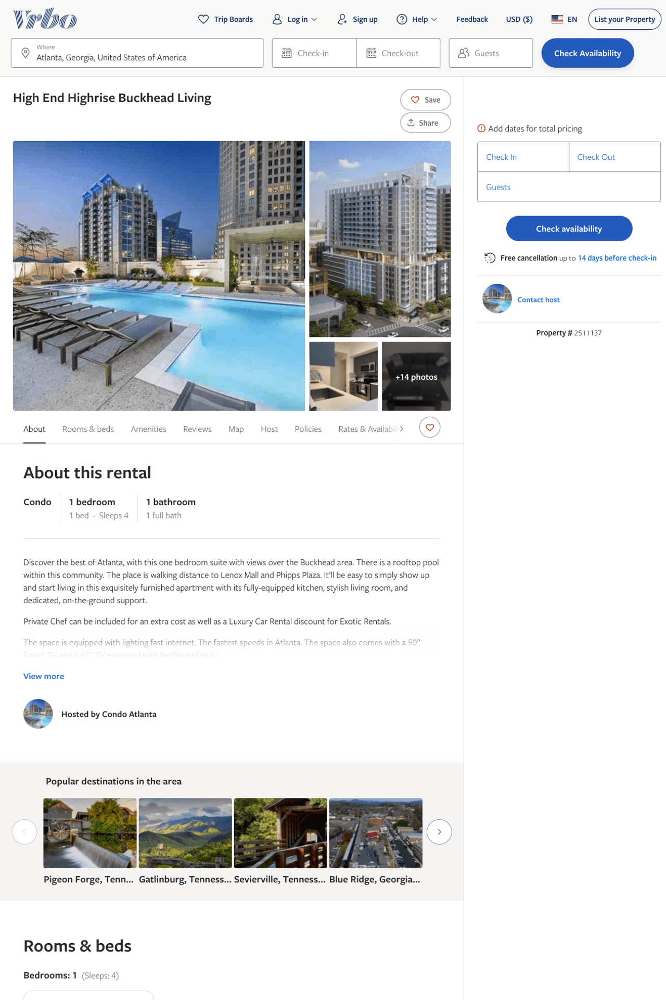 Vrbo
Trip Boards
Log in
Sign up
Help
Feedback
USD ($)
EN
List your Property
Where
Atlanta, Georgia, United States of America
Check-in
Check-out
Guests
Check Availability
High End Highrise Buckhead Living
Save
Share
Add dates for total pricing
Check In
Check Out
Guests
Check availability
Free cancellation up to 14 days before check-in
Contact host
Property # 2511137
+14 photos
About
Rooms & beds
Amenities
Reviews
Map
Host
Policies
Rates & Availabili
About this rental
Condo
1 bedroom
1 bed · Sleeps 4
1 bathroom
1 full bath
Discover the best of Atlanta, with this one bedroom suite with views over the Buckhead area. There is a rooftop pool
within this community. The place is walking distance to Lenox Mall and Phipps Plaza. It’ll be easy to simply show up
and start living in this exquisitely furnished apartment with its fully-equipped kitchen, stylish living room, and
dedicated, on-the-ground support.
Private Chef can be included for an extra cost as well as a Luxury Car Rental discount for Exotic Rentals.
The space is equipped with lighting fast internet. The fastest speeds in Atlanta. The space also comes with a 50”
Smart TV and a 65” TV equipped with Netflix and Hulu
View more
Hosted by Condo Atlanta
Popular destinations in the area
Pigeon Forge, Tenn...
Gatlinburg, Tenness...
Sevierville, Tenness...
Blue Ridge, Georgia...
Rooms & beds
Bedrooms: 1 (Sleeps: 4)